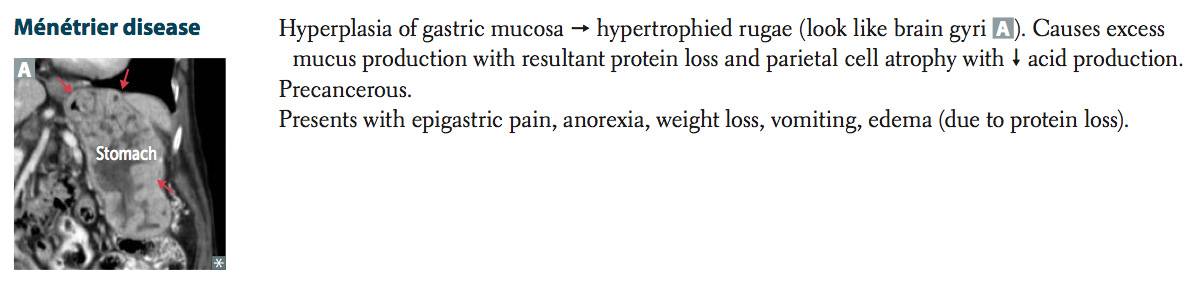 Ménétrier disease
Hyperplasia of gastric mucosa → hypertrophied rugae (look like brain gyri A). Causes excess
mucus production with resultant protein loss and parietal cell atrophy with ↓ acid production.
Precancerous.
Presents with epigastric pain, anorexia, weight loss, vomiting, edema (due to protein loss).
A
Stomach
*